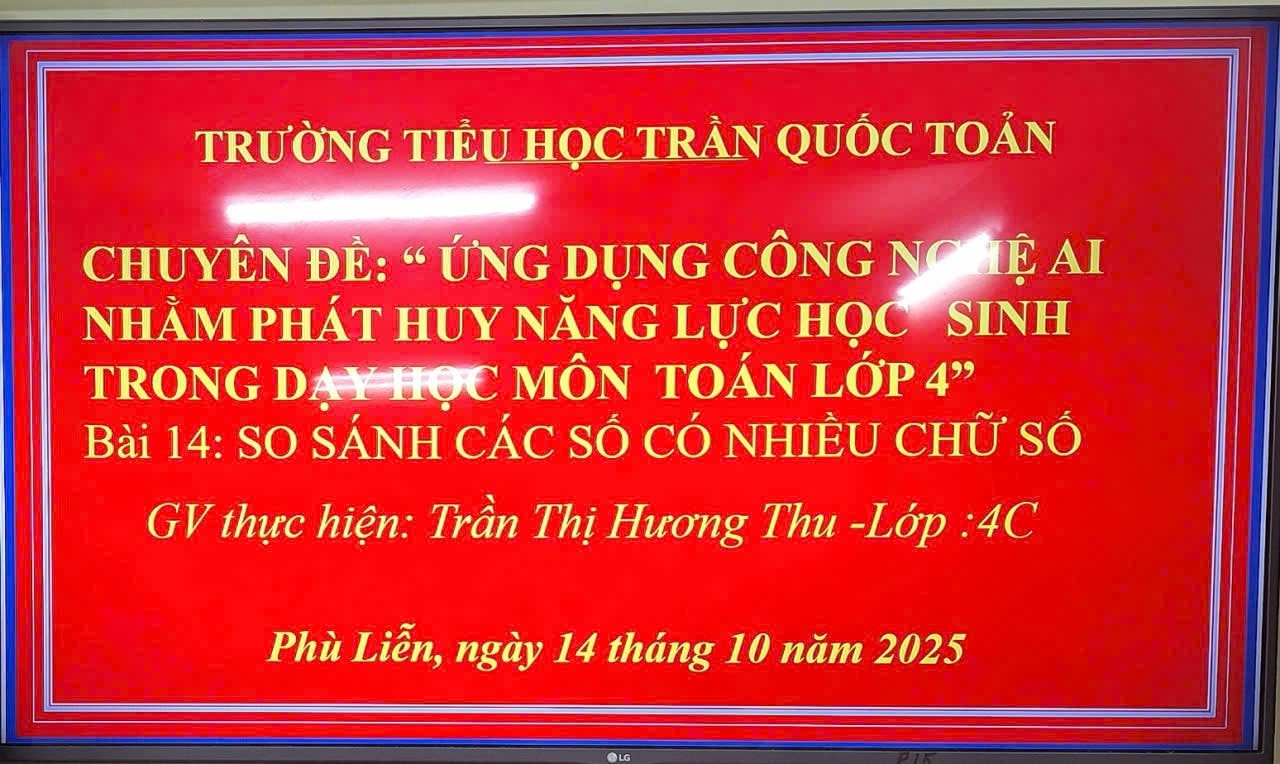 TRƯỜNG TIỂU HỌC TRẦN QUỐC TOẢN
CHUYÊN ĐỀ: “ ỨNG DỤNG CÔNG NGHỆ AI
NHẰM PHÁT HUY NĂNG LỰC HỌC SINH
TRONG DẠY HỌC MÔN TOÁN LỚP 4”
Bài 14: SO SÁNH CÁC SỐ CÓ NHIỀU CHỮ SỐ
GV thực hiện: Trần Thị Hương Thu -Lớp :4C
Phù Liễn, ngày 14 tháng 10 năm 2025
LG